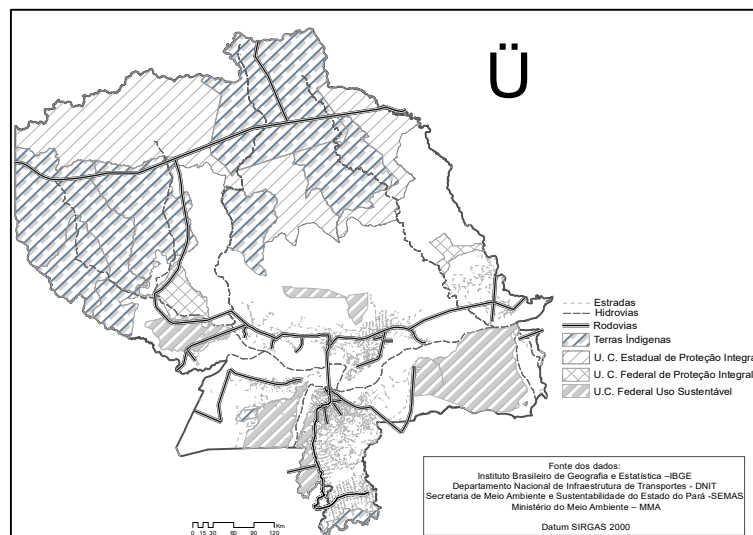 Ü
Estradas
Hidrovias
Rodovias
Terras Índigenas
U. C. Estadual de Proteção Integra
U. C. Federal de Proteção Integral
U.C. Federal Uso Sustentável
Fonte dos dados:
Instituto Brasileiro de Geografia e Estatística –IBGE
Departamento Nacional de Infraestrutura de Transportes - DNIT
Secretaria de Meio Ambiente e Sustentabilidade do Estado do Pará -SEMAS
Ministério do Meio Ambiente – MMA
Datum SIRGAS 2000
Km
0 15 30 60 90 120